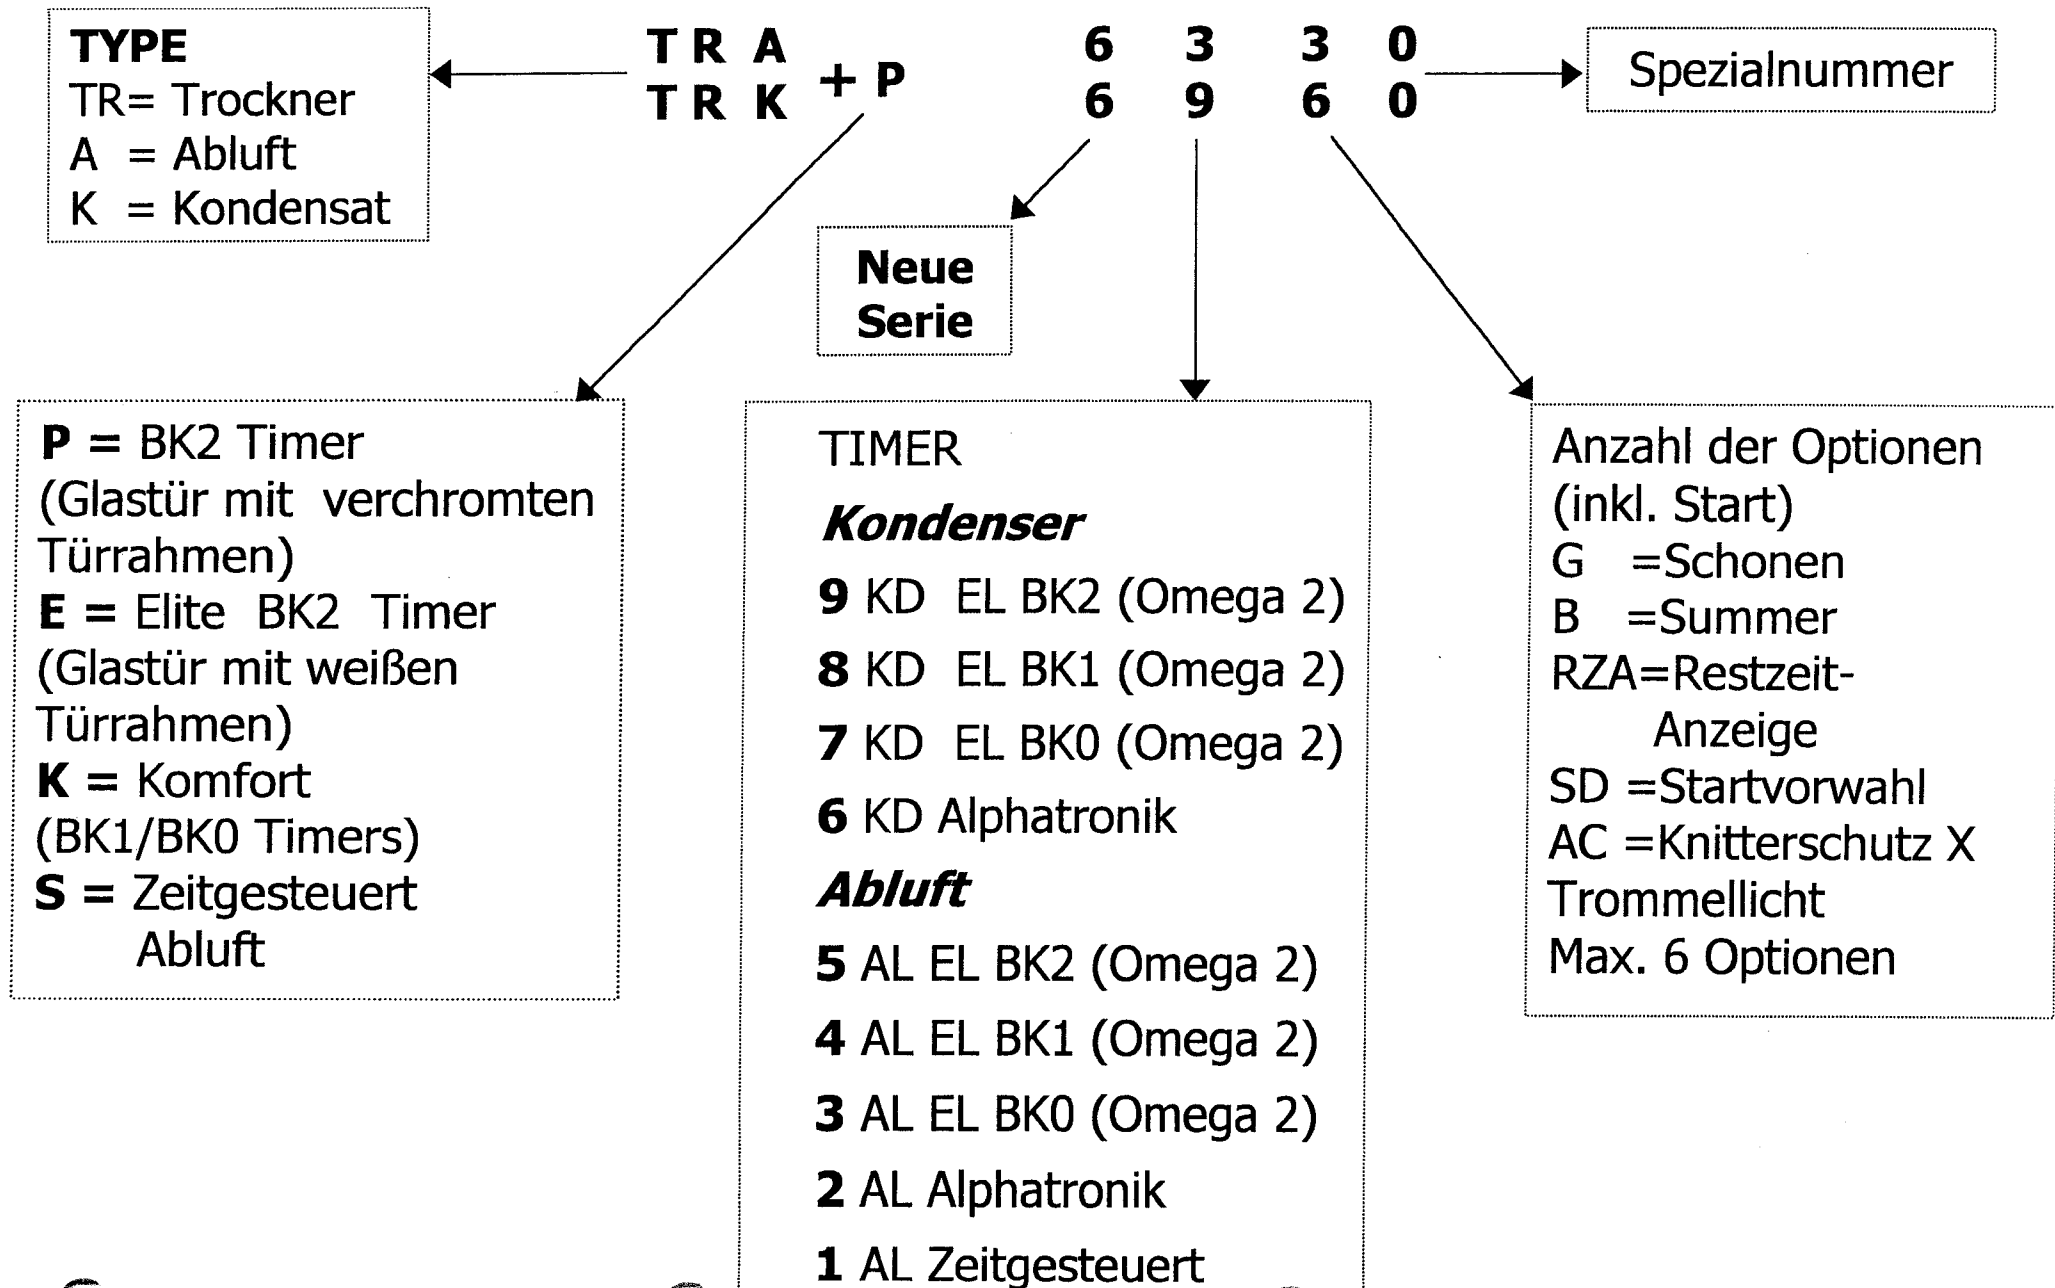 TYPE
TR= Trockner
A = Abluft
K = Kondensat
T R A
T R K
+ P
6 3 3 0
6 9 6 0
Spezialnummer
Neue
Serie
P = BK2 Timer
(Glastür mit verchromten
Türrahmen)
E = Elite BK2 Timer
(Glastür mit weißen
Türrahmen)
K = Komfort
(BK1/BK0 Timers)
S = Zeitgesteuert
Abluft
TIMER
Kondenser
9 KD EL BK2 (Omega 2)
8 KD EL BK1 (Omega 2)
7 KD EL BK0 (Omega 2)
6 KD Alphatronik
Abluft
5 AL EL BK2 (Omega 2)
4 AL EL BK1 (Omega 2)
3 AL EL BK0 (Omega 2)
2 AL Alphatronik
1 AL Zeitgesteuert
Anzahl der Optionen
(inkl. Start)
G =Schonen
B =Summer
RZA=Restzeit-
Anzeige
SD =Startvorwahl
AC =Knitterschutz X
Trommellicht
Max. 6 Optionen